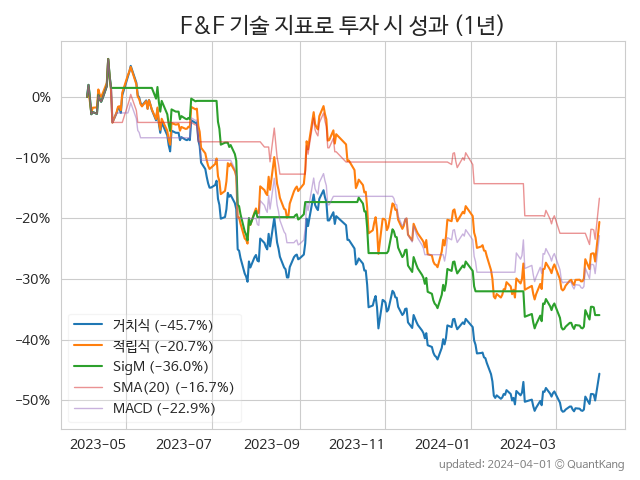 F&F 기술 지표로 투자 시 성과 (1년)
0%
−10%
−20%
−30%
−40%
−50%
거치식 (−45.7%)
적립식 (−20.7%)
SigM (−36.0%)
SMA(20) (−16.7%)
MACD (−22.9%)
2023-05 2023-07 2023-09 2023-11 2024-01 2024-03
updated: 2024-04-01 © QuantKang